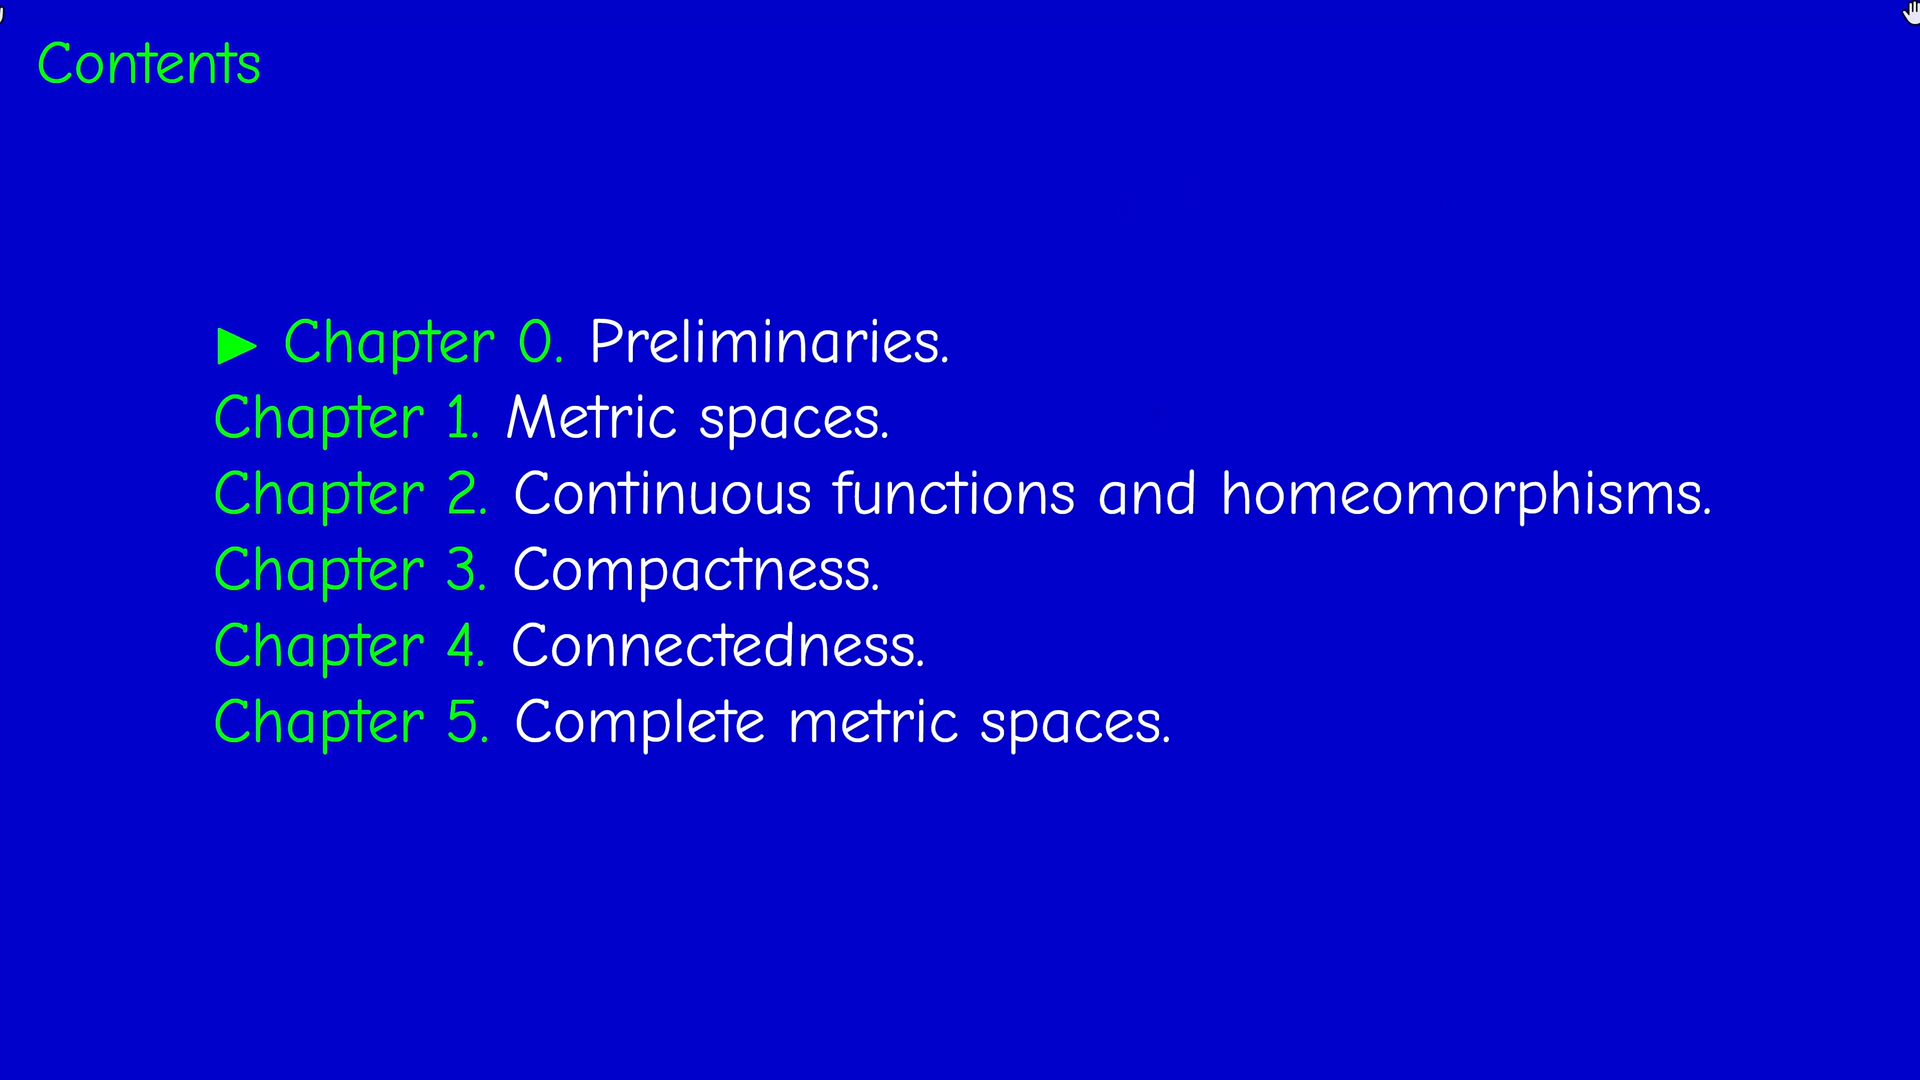 Contents
▶ Chapter 0. Preliminaries.
Chapter 1. Metric spaces.
Chapter 2. Continuous functions and homeomorphisms.
Chapter 3. Compactness.
Chapter 4. Connectedness.
Chapter 5. Complete metric spaces.